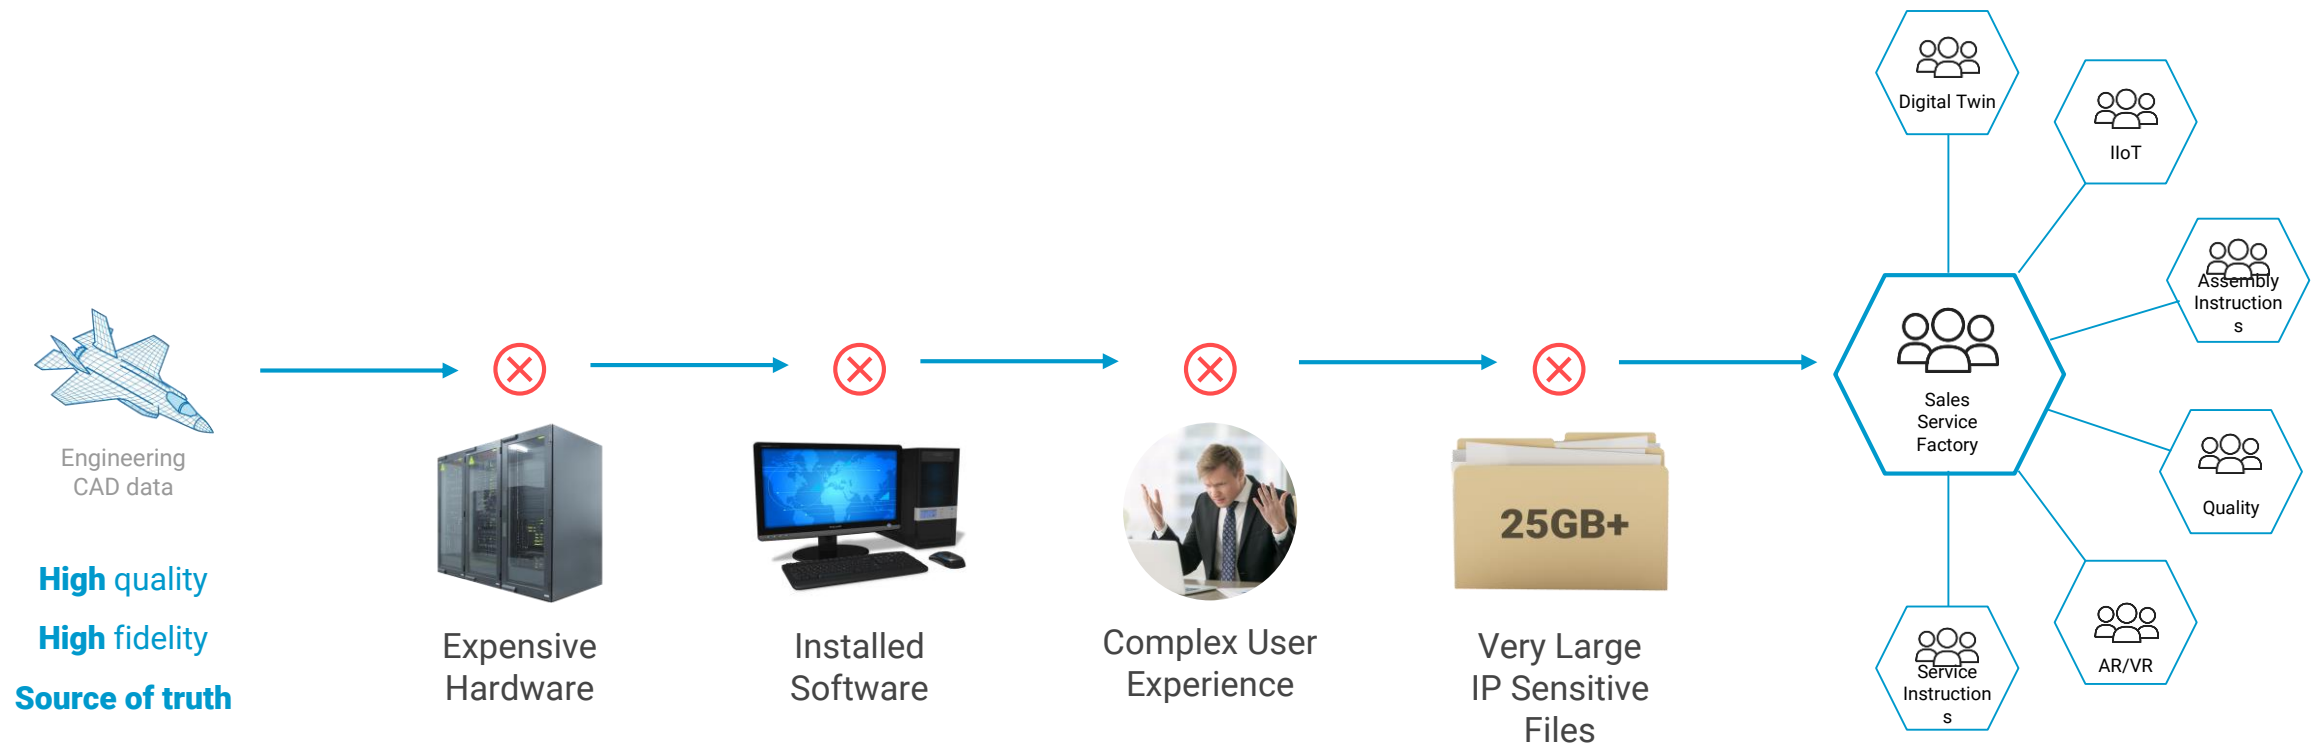 Engineering
CAD data
High quality
High fidelity
Source of truth
Expensive
Hardware
Installed
Software
Complex User
Experience
25GB+
Very Large
IP Sensitive
Files
Sales
Service
Factory
Digital Twin
IIoT
Assembly
Instruction
s
Quality
AR/VR
Service
Instruction
s